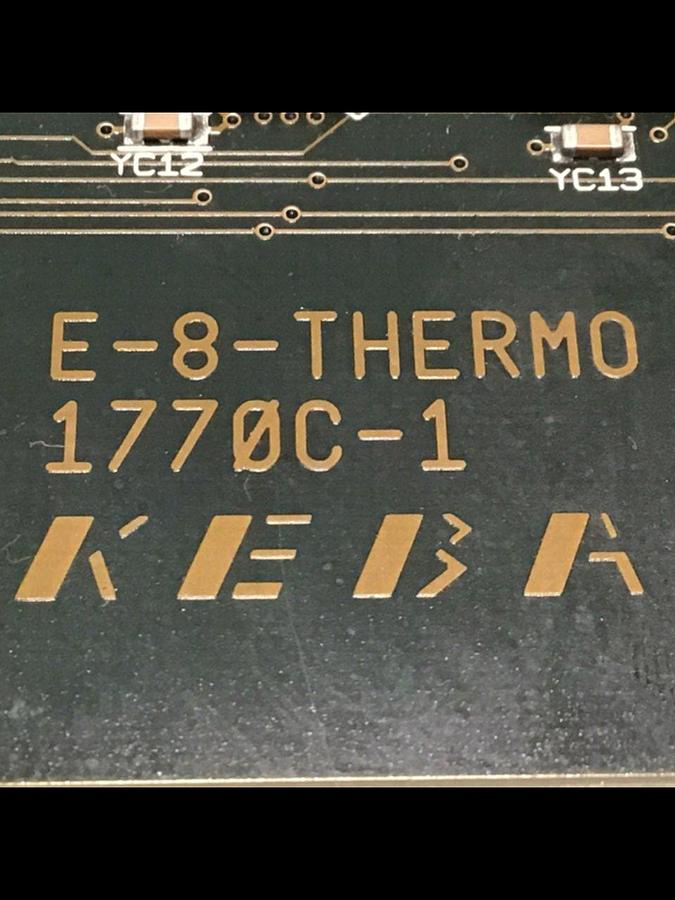 YC12
YC13
E-8-THERMO
1770C-1
KEBA